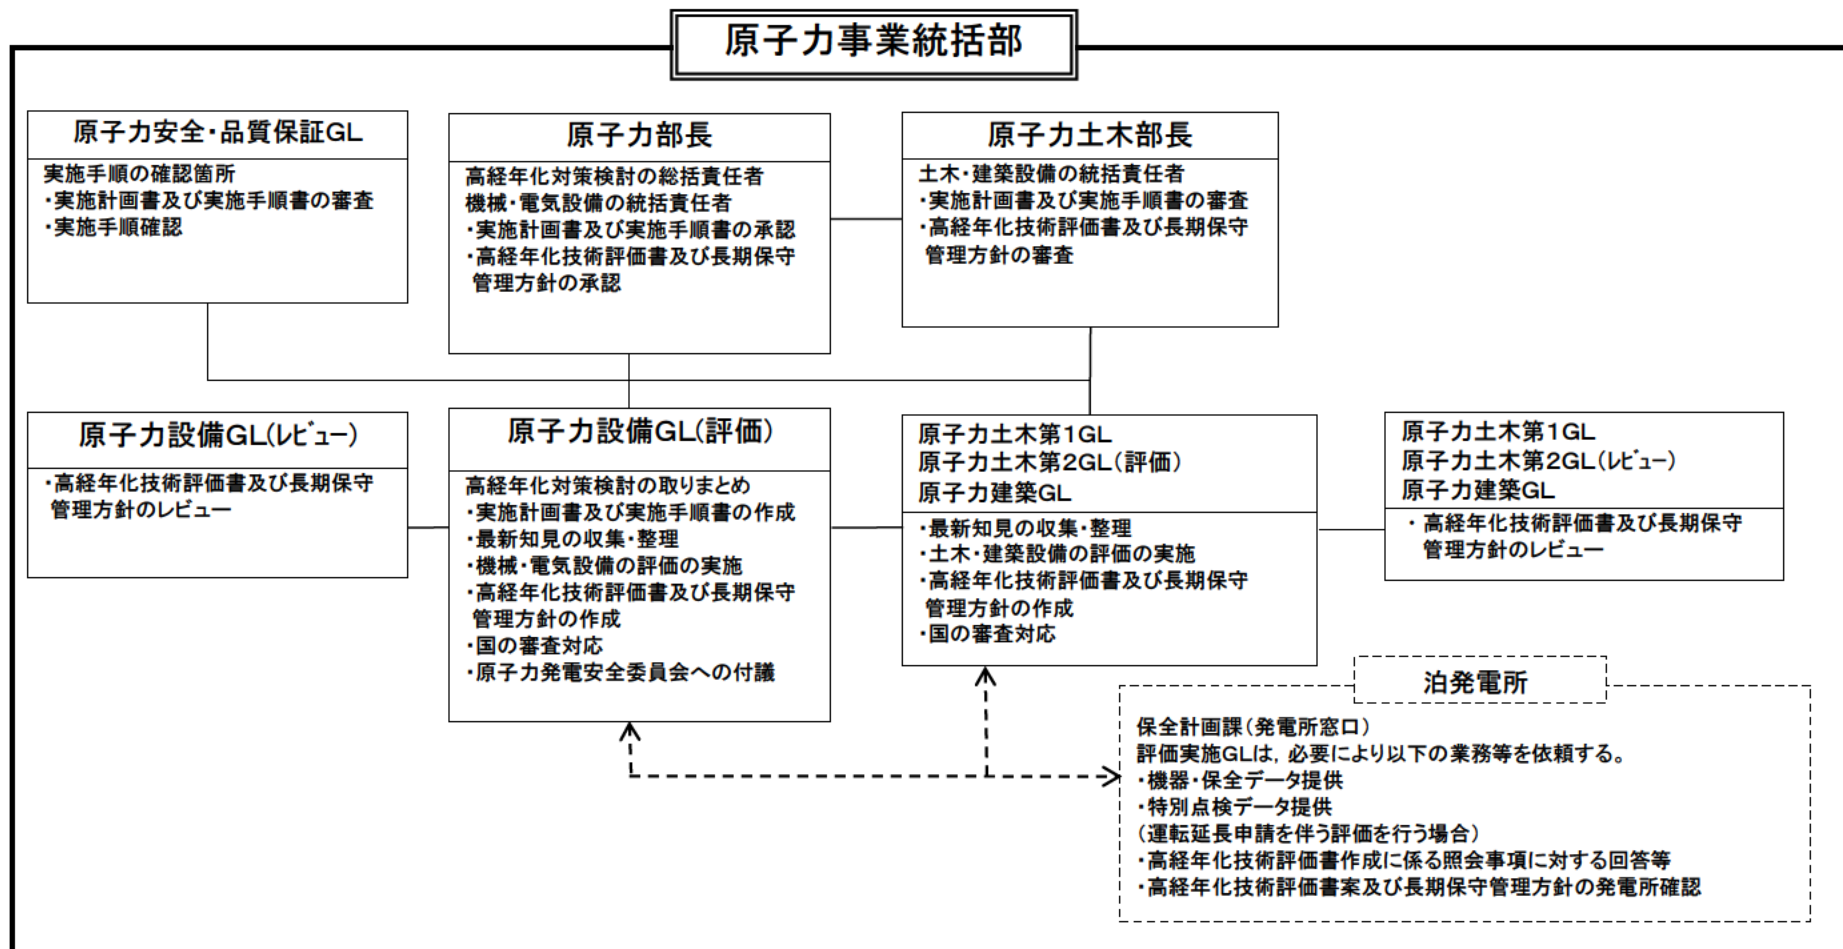 原子力事業統括部
原子力安全・品質保証GL
実施手順の確認箇所
・実施計画書及び実施手順書の審査
・実施手順確認
原子力部長
高経年化対策検討の総括責任者
機械・電気設備の統括責任者
・実施計画書及び実施手順書の承認
・高経年化技術評価書及び長期保守
管理方針の承認
原子力土木部長
土木・建築設備の統括責任者
・実施計画書及び実施手順書の審査
・高経年化技術評価書及び長期保守
管理方針の審査
原子力設備GL(ﾚﾋﾞｭー)
・高経年化技術評価書及び長期保守
管理方針のレビュー
原子力設備GL(評価)
高経年化対策検討の取りまとめ
・実施計画書及び実施手順書の作成
・最新知見の収集・整理
・機械・電気設備の評価の実施
・高経年化技術評価書及び長期保守
管理方針の作成
・国の審査対応
・原子力発電安全委員会への付議
原子力土木第1GL
原子力土木第2GL(評価)
原子力建築GL
・最新知見の収集・整理
・土木・建築設備の評価の実施
・高経年化技術評価書及び長期保守
管理方針の作成
・国の審査対応
原子力土木第1GL
原子力土木第2GL(ﾚﾋﾞｭー)
原子力建築GL
・高経年化技術評価書及び長期保守
管理方針のレビュー
泊発電所
保全計画課(発電所窓口)
評価実施GLは，必要により以下の業務等を依頼する。
・機器・保全データ提供
・特別点検データ提供
(運転延長申請を伴う評価を行う場合)
・高経年化技術評価書作成に係る照会事項に対する回答等
・高経年化技術評価書案及び長期保守管理方針の発電所確認